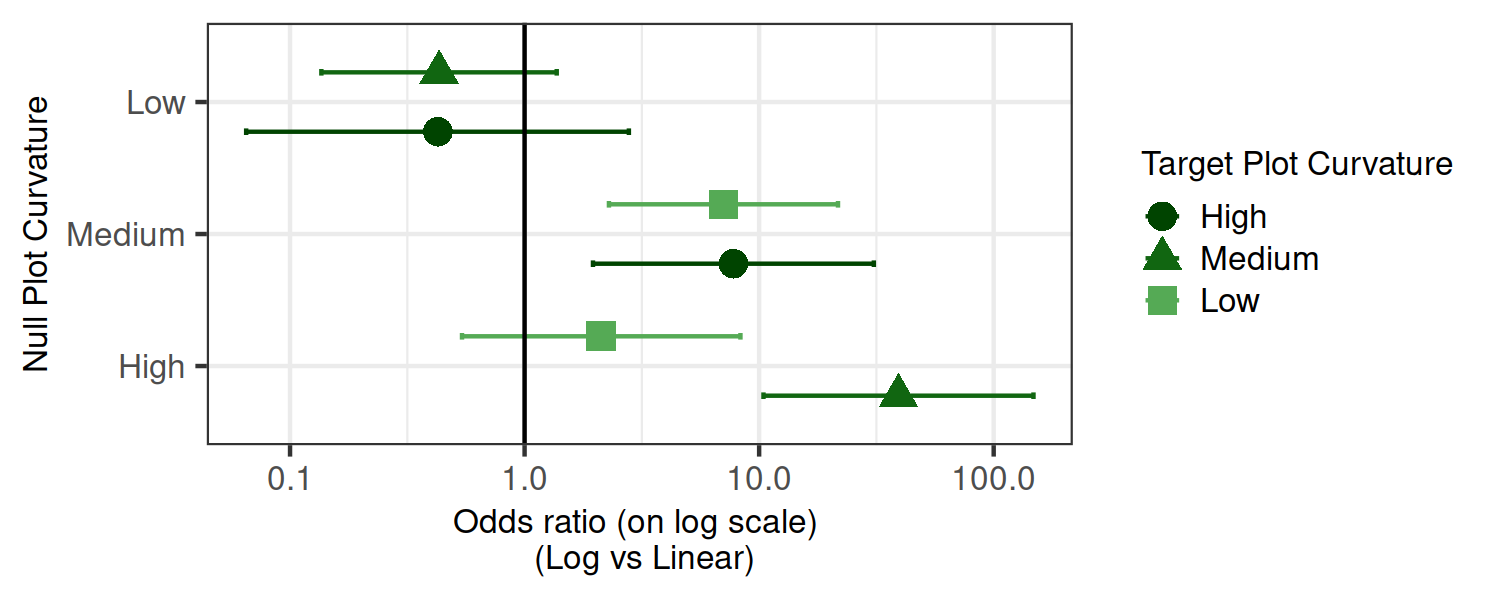 Null Plot Curvature
Low
Medium
High
0.1
1.0
10.0
100.0
Odds ratio (on log scale)
(Log vs Linear)
Target Plot Curvature
High
Medium
Low